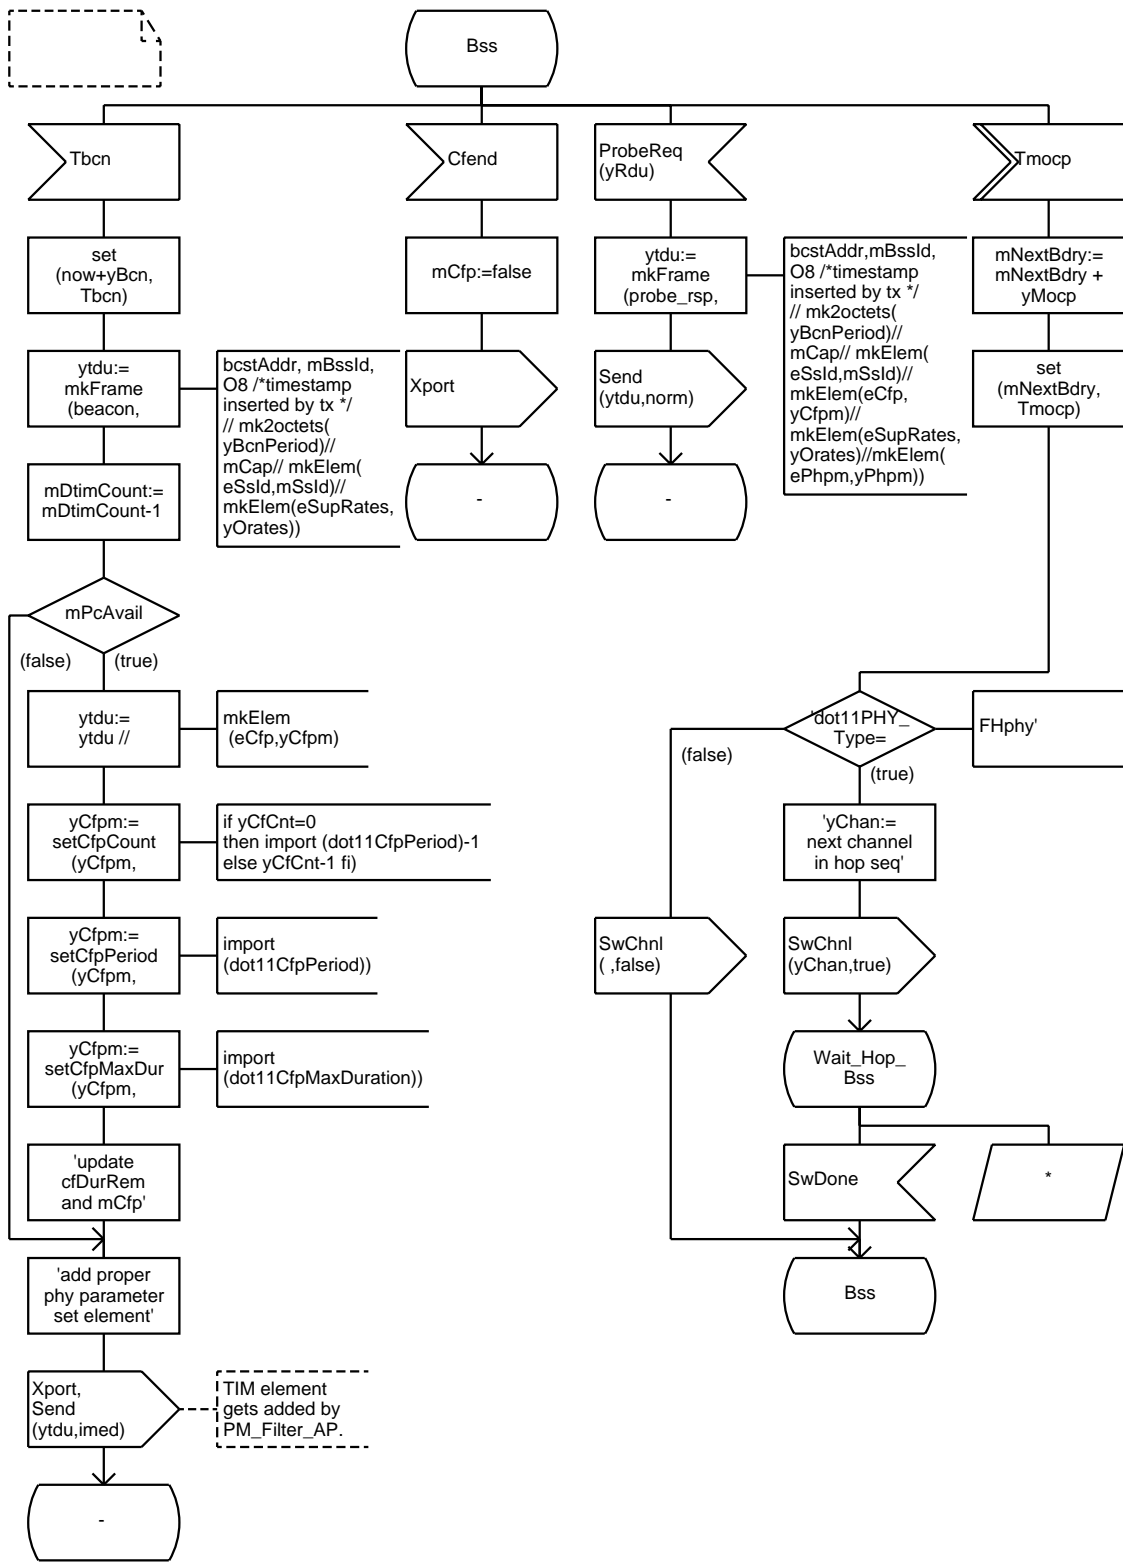 Bss
Tbcn
set
(now+yBcn,
Tbcn)
ytdu:=
mkFrame
(beacon,
bcstAddr, mBssId,
O8 /*timestamp
inserted by tx */
// mk2octets(
yBcnPeriod)//
mCap// mkElem(
eSsId,mSsId)//
mkElem(eSupRates,
yOrates))
mDtimCount:=
mDtimCount-1
mPcAvail
(false)
(true)
ytdu:=
ytdu //
mkElem
(eCfp,yCfpm)
yCfpm:=
setCfpCount
(yCfpm,
if yCfCnt=0
then import (dot11CfpPeriod)-1
else yCfCnt-1 fi)
yCfpm:=
setCfpPeriod
(yCfpm,
import
(dot11CfpPeriod))
yCfpm:=
setCfpMaxDur
(yCfpm,
import
(dot11CfpMaxDuration))
'update
cfDurRem
and mCfp'
'add proper
phy parameter
set element'
Xport,
Send
(ytdu,imed)
TIM element
gets added by
PM_Filter_AP.
-
Cfend
mCfp:=false
Xport
-
ProbeReq
(yRdu)
ytdu:=
mkFrame
(probe_rsp,
bcstAddr,mBssId,
O8 /*timestamp
inserted by tx */
// mk2octets(
yBcnPeriod)//
mCap// mkElem(
eSsId,mSsId)//
mkElem(eCfp,
yCfpm)//
mkElem(eSupRates,
yOrates)//mkElem(
ePhpm,yPhpm))
Send
(ytdu,norm)
-
Tmocp
mNextBdry:=
mNextBdry +
yMocp
set
(mNextBdry,
Tmocp)
'dot11PHY_
Type=
FHphy'
(false)
(true)
'yChan:=
next channel
in hop seq'
SwChnl
( ,false)
SwChnl
(yChan,true)
Wait_Hop_
Bss
SwDone
*
Bss